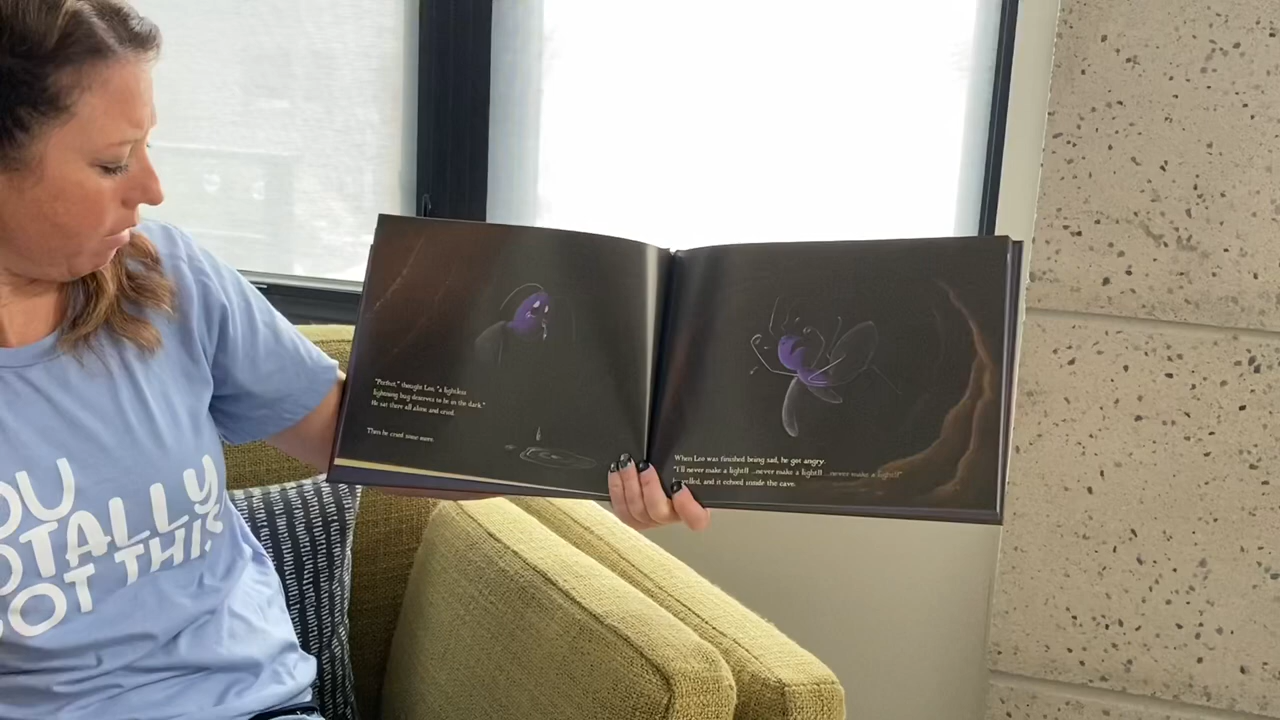 "Perfect," thought Leo, "a lightless
lightning bug deserves to be in the dark."
He sat there all alone and cried.
Then he cried some more.
When Leo was finished being sad, he got angry.
"I'll never make a light!! ...never make a light!! ...never make a light!!"
yelled, and it echoed inside the cave.
OU
OTALLY
GOT THIS